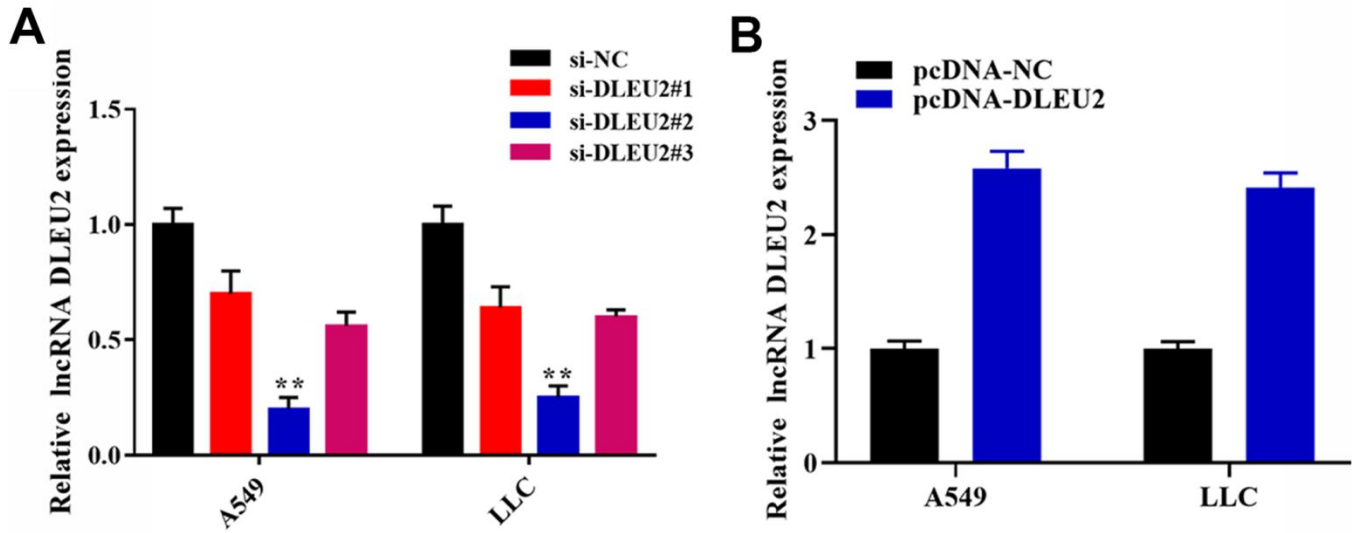 A
Relative lncRNA DLEU2 expression
1.5
1.0
0.5
0.0
si-NC
si-DLEU2#1
si-DLEU2#2
si-DLEU2#3
**
**
A549
LLC
B
Relative lncRNA DLEU2 expression
3
2
1
0
pcDNA-NC
pcDNA-DLEU2
A549
LLC